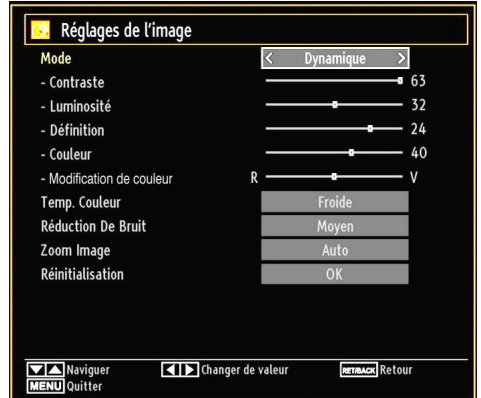 Réglages de l'image
Mode < Dynamique >
- Contraste 63
- Luminosité 32
- Définition 24
- Couleur 40
- Modification de couleur R V
Temp. Couleur Froide
Réduction De Bruit Moyen
Zoom Image Auto
Réinitialisation OK
Naviguer Changer de valeur RET/BACK Retour
MENU Quitter